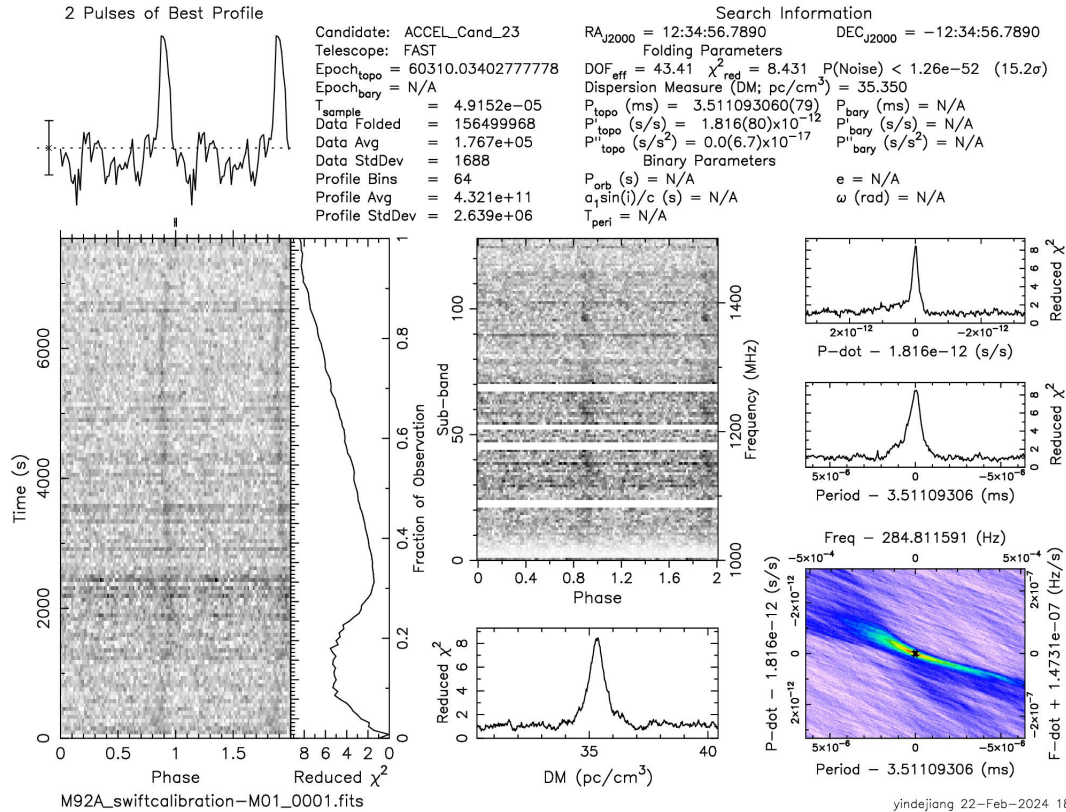 2 Pulses of Best Profile
Search Information
Candidate: ACCEL_Cand_23
RA_J2000 = 12:34:56.7890
DEC_J2000 = -12:34:56.7890
Telescope: FAST
Folding Parameters
Epoch_topo = 60310.03402777778
DOF_eff = 43.41 χ²_red = 8.431 P(Noise) < 1.26e-52 (15.2σ)
Epoch_bary = N/A
Dispersion Measure (DM; pc/cm³) = 35.350
T_sample = 4.9152e-05
P_topo (ms) = 3.511093060(79)
P_bary (ms) = N/A
Data Folded = 156499968
P'_topo (s/s) = 1.816(80)x10⁻¹²
P'_bary (s/s) = N/A
Data Avg = 1.767e+05
P''_topo (s/s²) = 0.0(6.7)x10⁻¹⁷
P''_bary (s/s²) = N/A
Data StdDev = 1688
Binary Parameters
Profile Bins = 64
P_orb (s) = N/A
e = N/A
Profile Avg = 4.321e+11
a₁sin(i)/c (s) = N/A
ω (rad) = N/A
Profile StdDev = 2.639e+06
T_peri = N/A
Time (s)
0 2000 4000 6000
0 0.5 1 1.5
Phase
8 6 4 2 0
Reduced χ²
0 0.2 0.4 0.6 0.8 1
Fraction of Observation
Sub-band
0 50 100
Frequency (MHz)
1000 1200 1400
0 0.4 0.8 1.2 1.6 2
Phase
Reduced χ²
0 2 4 6 8
35 40
DM (pc/cm³)
0 2 4 6 8
Reduced χ²
2×10⁻¹² 0 -2×10⁻¹²
P-dot - 1.816e-12 (s/s)
0 2 4 6 8
Reduced χ²
5×10⁻⁶ 0 -5×10⁻⁶
Period - 3.51109306 (ms)
Freq - 284.811591 (Hz)
-5×10⁻⁴ 0 5×10⁻⁴
P-dot - 1.816e-12 (s/s)
2×10⁻¹² 0 -2×10⁻¹²
F-dot + 1.4731e-07 (Hz/s)
-2×10⁻⁷ 0 2×10⁻⁷
5×10⁻⁶ 0 -5×10⁻⁶
Period - 3.51109306 (ms)
M92A_swiftcalibration-M01_0001.fits
yindejiang 22-Feb-2024 18